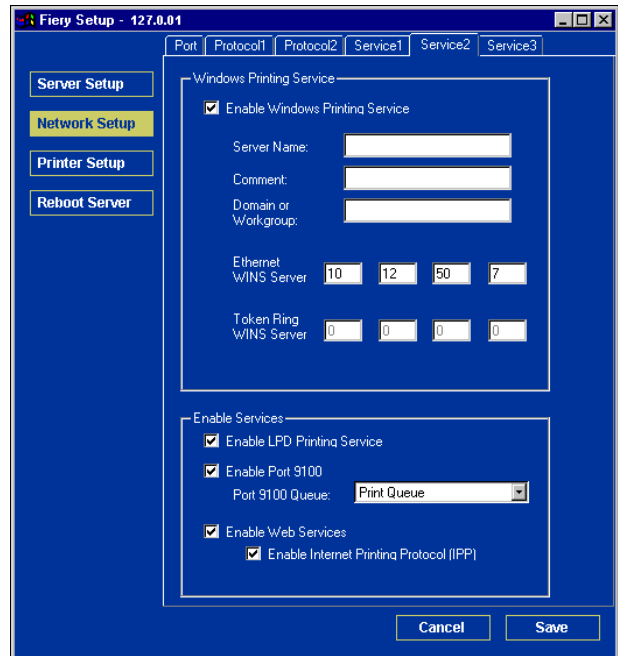 Fiery Setup - 127.0.01
Port Protocol1 Protocol2 Service1 Service2 Service3
Server Setup
Network Setup
Printer Setup
Reboot Server
Windows Printing Service
Enable Windows Printing Service
Server Name:
Comment:
Domain or
Workgroup:
Ethernet
WINS Server 10 12 50 7
Token Ring
WINS Server 0 0 0 0
Enable Services
Enable LPD Printing Service
Enable Port 9100
Port 9100 Queue: Print Queue
Enable Web Services
Enable Internet Printing Protocol (IPP)
Cancel Save